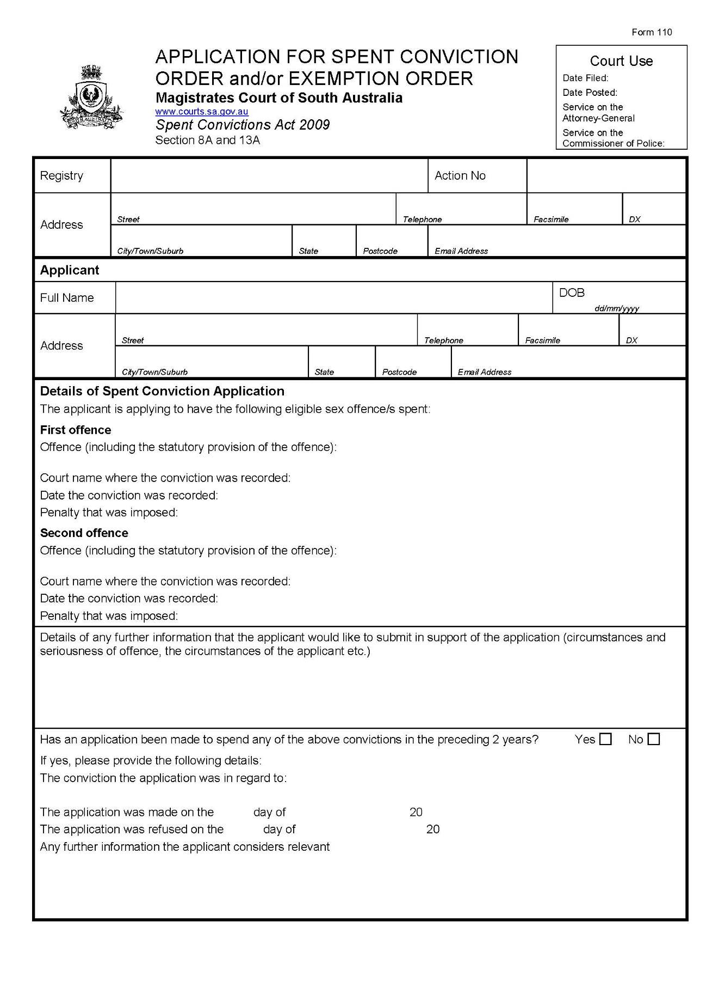 Form 110
APPLICATION FOR SPENT CONVICTION
ORDER and/or EXEMPTION ORDER
Magistrates Court of South Australia
www.courts.sa.gov.au
Spent Convictions Act 2009
Section 8A and 13A
Court Use
Date Filed:
Date Posted:
Service on the
Attorney-General
Service on the
Commissioner of Police:
SOUTH AUSTRALIA
Registry
Action No
Address
Street
Telephone
Facsimile
DX
City/Town/Suburb
State
Postcode
Email Address
Applicant
Full Name
DOB
dd/mm/yyyy
Address
Street
Telephone
Facsimile
DX
City/Town/Suburb
State
Postcode
Email Address
Details of Spent Conviction Application
The applicant is applying to have the following eligible sex offence/s spent:
First offence
Offence (including the statutory provision of the offence):
Court name where the conviction was recorded:
Date the conviction was recorded:
Penalty that was imposed:
Second offence
Offence (including the statutory provision of the offence):
Court name where the conviction was recorded:
Date the conviction was recorded:
Penalty that was imposed:
Details of any further information that the applicant would like to submit in support of the application (circumstances and
seriousness of offence, the circumstances of the applicant etc.)
Has an application been made to spend any of the above convictions in the preceding 2 years? Yes No
If yes, please provide the following details:
The conviction the application was in regard to:
The application was made on the day of 20
The application was refused on the day of 20
Any further information the applicant considers relevant